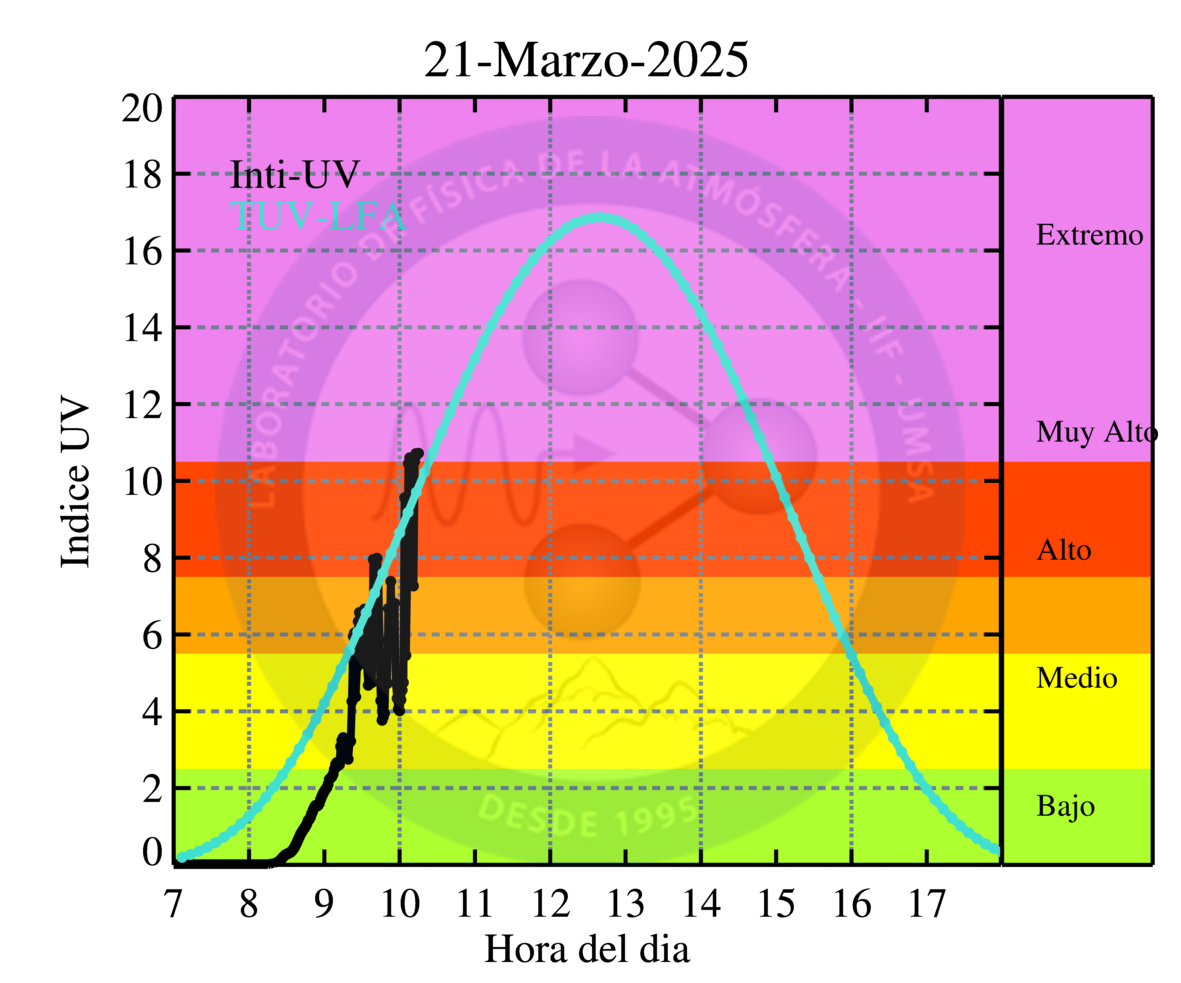 21-Marzo-2025
Inti-UV
TUV-LFA
LABORATORIO DE FÍSICA DE LA ATMÓSFERA - IIF - UMSA
DESDE 1995
Indice UV
20
18
16
14
12
10
8
6
4
2
0
Extremo
Muy Alto
Alto
Medio
Bajo
7 8 9 10 11 12 13 14 15 16 17
Hora del dia